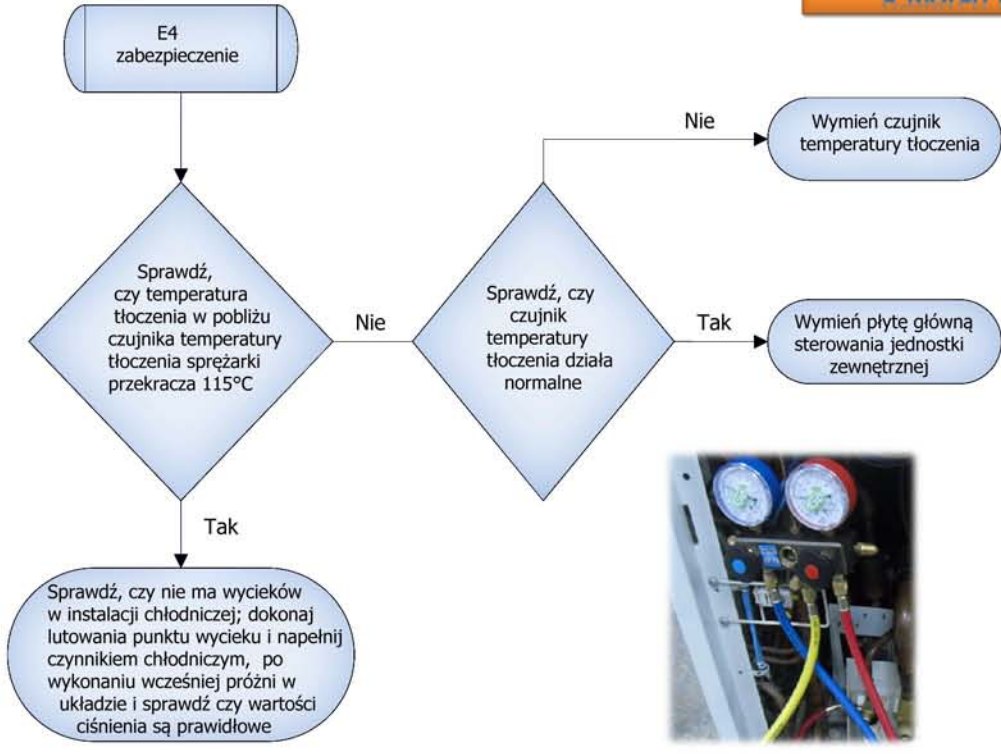 E4
zabezpieczenie
Nie
Wymień czujnik
temperatury tłoczenia
Sprawdź,
czy temperatura
tłoczenia w pobliżu
czujnika temperatury
tłoczenia sprężarki
przekracza 115°C
Nie
Sprawdź, czy
czujnik
temperatury
tłoczenia działa
normalne
Tak
Wymień płytę główną
sterowania jednostki
zewnętrznej
Tak
Sprawdź, czy nie ma wycieków
w instalacji chłodniczej; dokonaj
lutowania punktu wycieku i napełnij
czynnikiem chłodniczym, po
wykonaniu wcześniej próżni w
układzie i sprawdź czy wartości
ciśnienia są prawidłowe